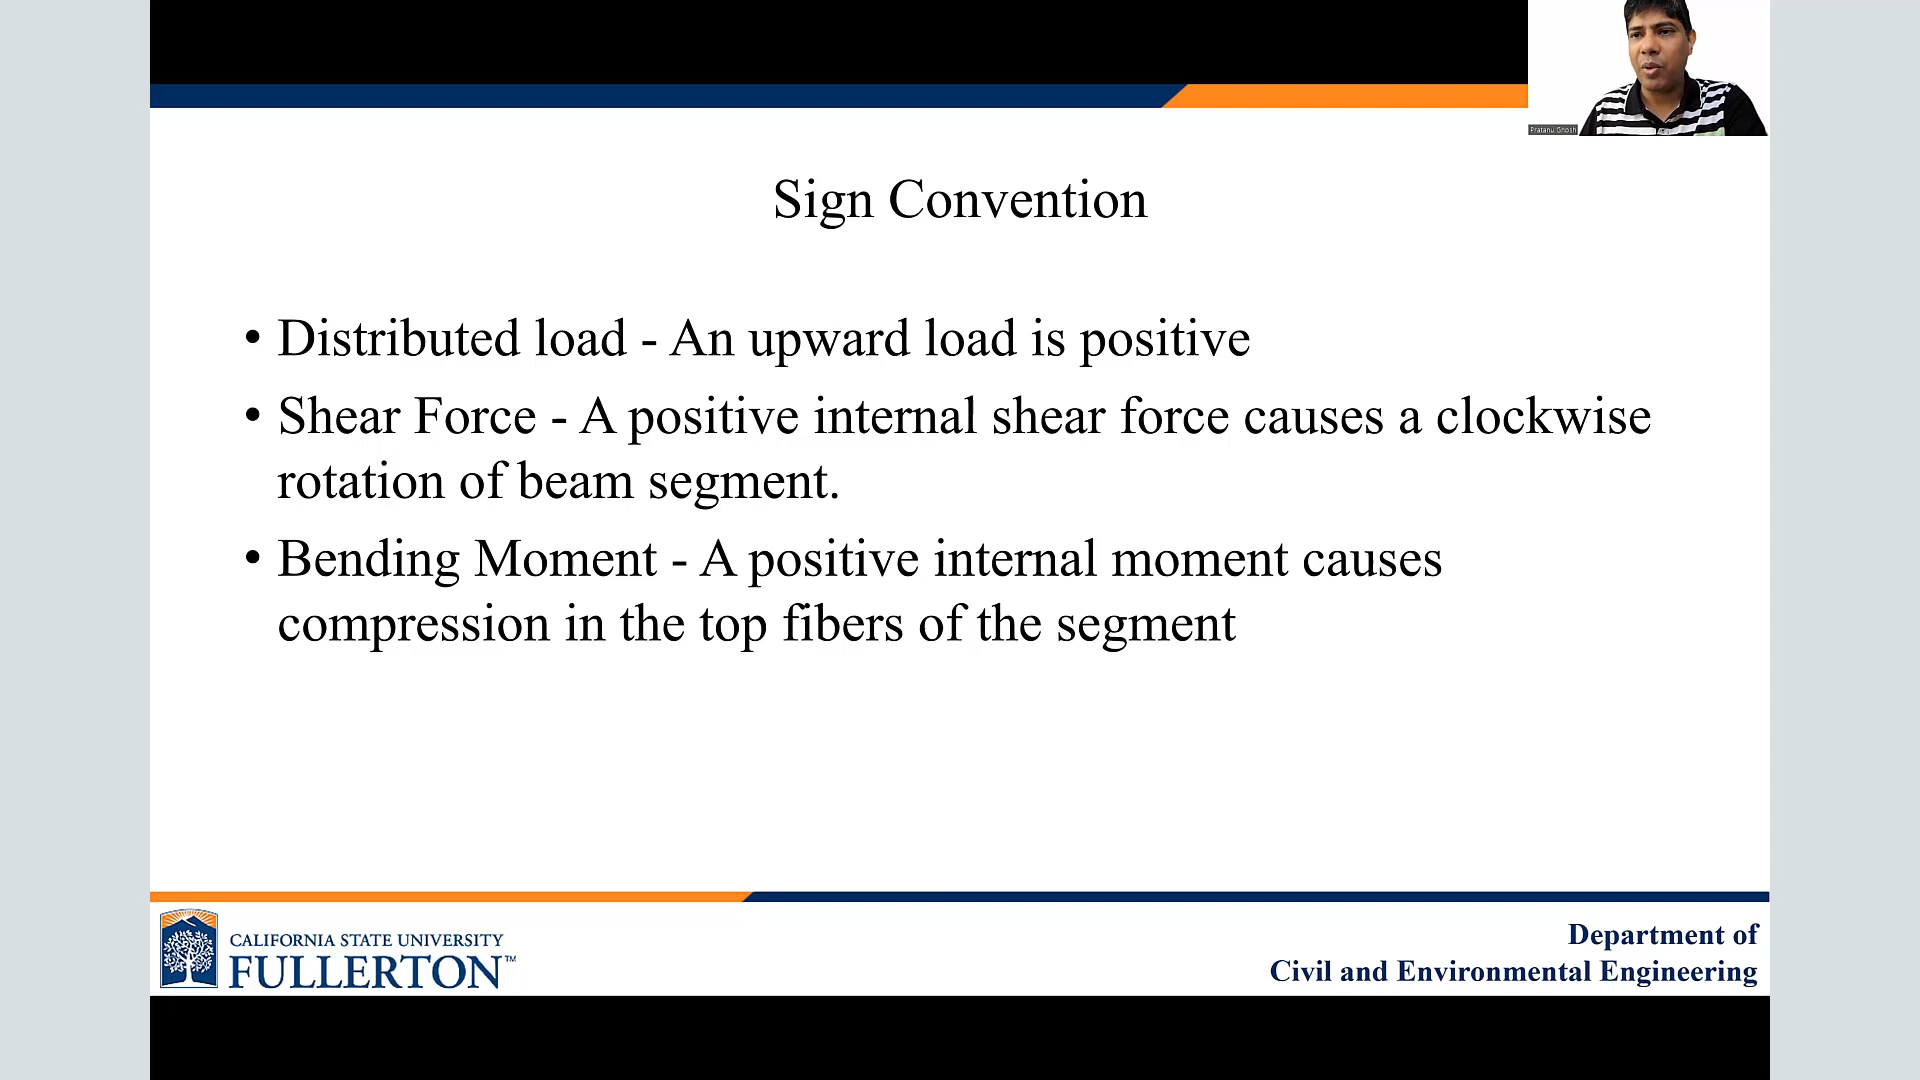 Pratanu Ghosh
Sign Convention
• Distributed load - An upward load is positive
• Shear Force - A positive internal shear force causes a clockwise
rotation of beam segment.
• Bending Moment - A positive internal moment causes
compression in the top fibers of the segment
CALIFORNIA STATE UNIVERSITY
FULLERTON™
Department of
Civil and Environmental Engineering